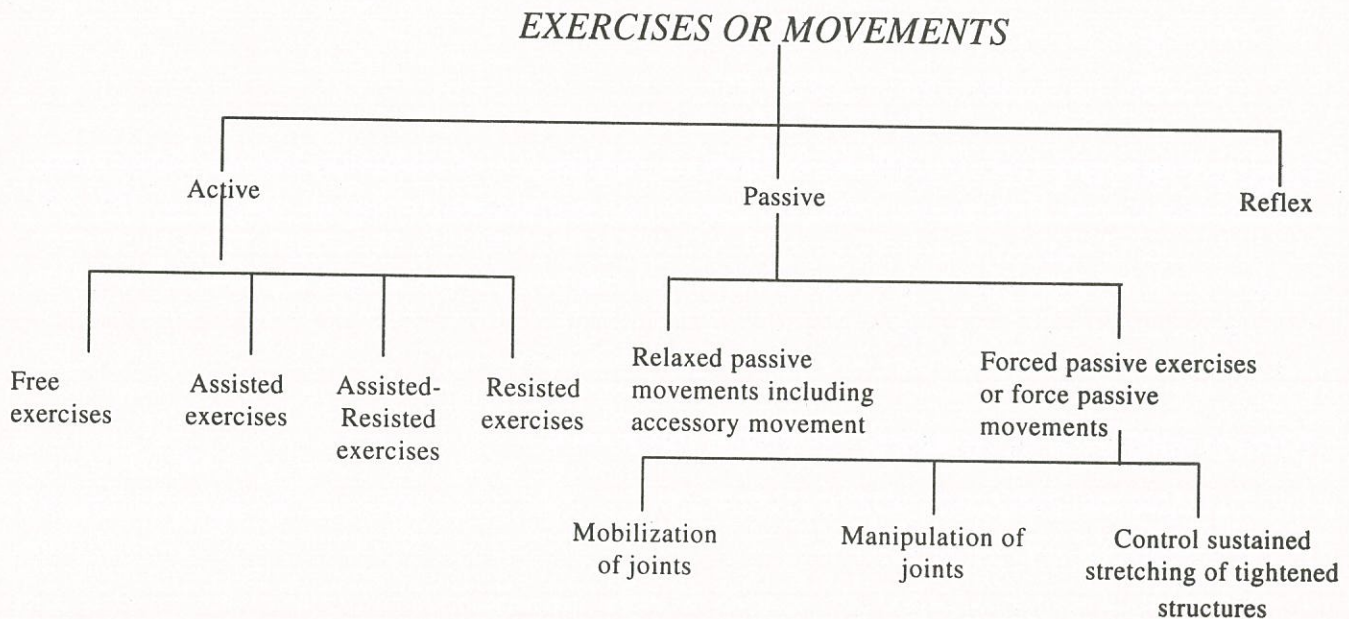 EXERCISES OR MOVEMENTS
Active
Passive
Reflex
Free
exercises
Assisted
exercises
Assisted-
Resisted
exercises
Resisted
exercises
Relaxed passive
movements including
accessory movement
Forced passive exercises
or force passive
movements
Mobilization
of joints
Manipulation of
joints
Control sustained
stretching of tightened
structures